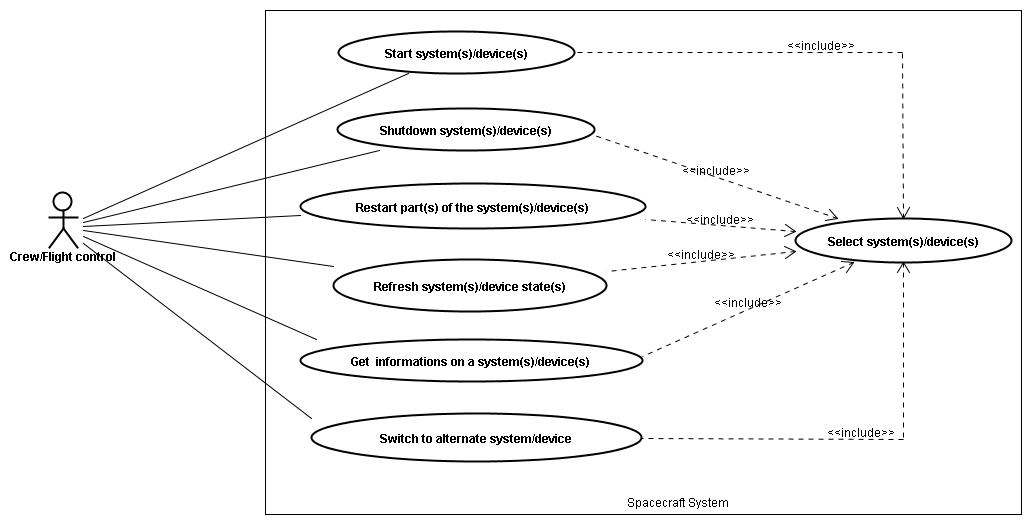 Start system(s)/device(s)
<<include>>
Shutdown system(s)/device(s)
<<include>>
Restart part(s) of the system(s)/device(s)
<<include>>
Select system(s)/device(s)
Crew/Flight control
<<include>>
Refresh system(s)/device state(s)
<<include>>
Get informations on a system(s)/device(s)
<<include>>
Switch to alternate system/device
Spacecraft System